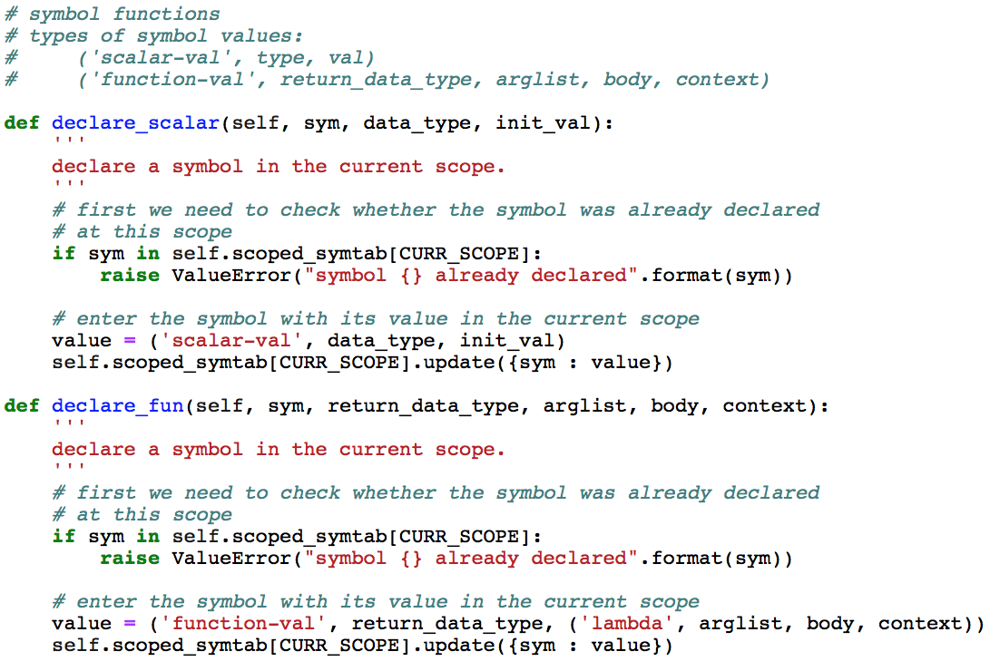 # symbol functions
# types of symbol values:
#     ('scalar-val', type, val)
#     ('function-val', return_data_type, arglist, body, context)

def declare_scalar(self, sym, data_type, init_val):
    '''
    declare a symbol in the current scope.
    '''
    # first we need to check whether the symbol was already declared
    # at this scope
    if sym in self.scoped_symtab[CURR_SCOPE]:
        raise ValueError("symbol {} already declared".format(sym))

    # enter the symbol with its value in the current scope
    value = ('scalar-val', data_type, init_val)
    self.scoped_symtab[CURR_SCOPE].update({sym : value})

def declare_fun(self, sym, return_data_type, arglist, body, context):
    '''
    declare a symbol in the current scope.
    '''
    # first we need to check whether the symbol was already declared
    # at this scope
    if sym in self.scoped_symtab[CURR_SCOPE]:
        raise ValueError("symbol {} already declared".format(sym))

    # enter the symbol with its value in the current scope
    value = ('function-val', return_data_type, ('lambda', arglist, body, context))
    self.scoped_symtab[CURR_SCOPE].update({sym : value})